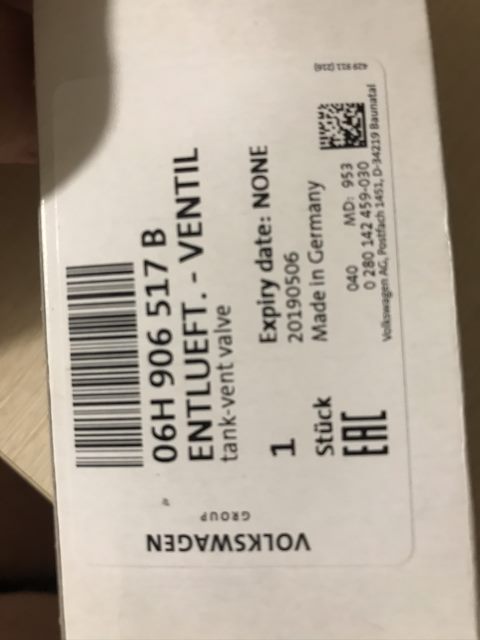 VOLKSWAGEN
GROUP
06H 906 517 B
ENTLUEFT. - VENTIL
tank-vent valve
1
Expiry date: NONE
20190506
Stück
Made in Germany
EAC
040 MD: 953
0 280 142 459-030
Volkswagen AG, Postfach 1451, D-34219 Baunatal